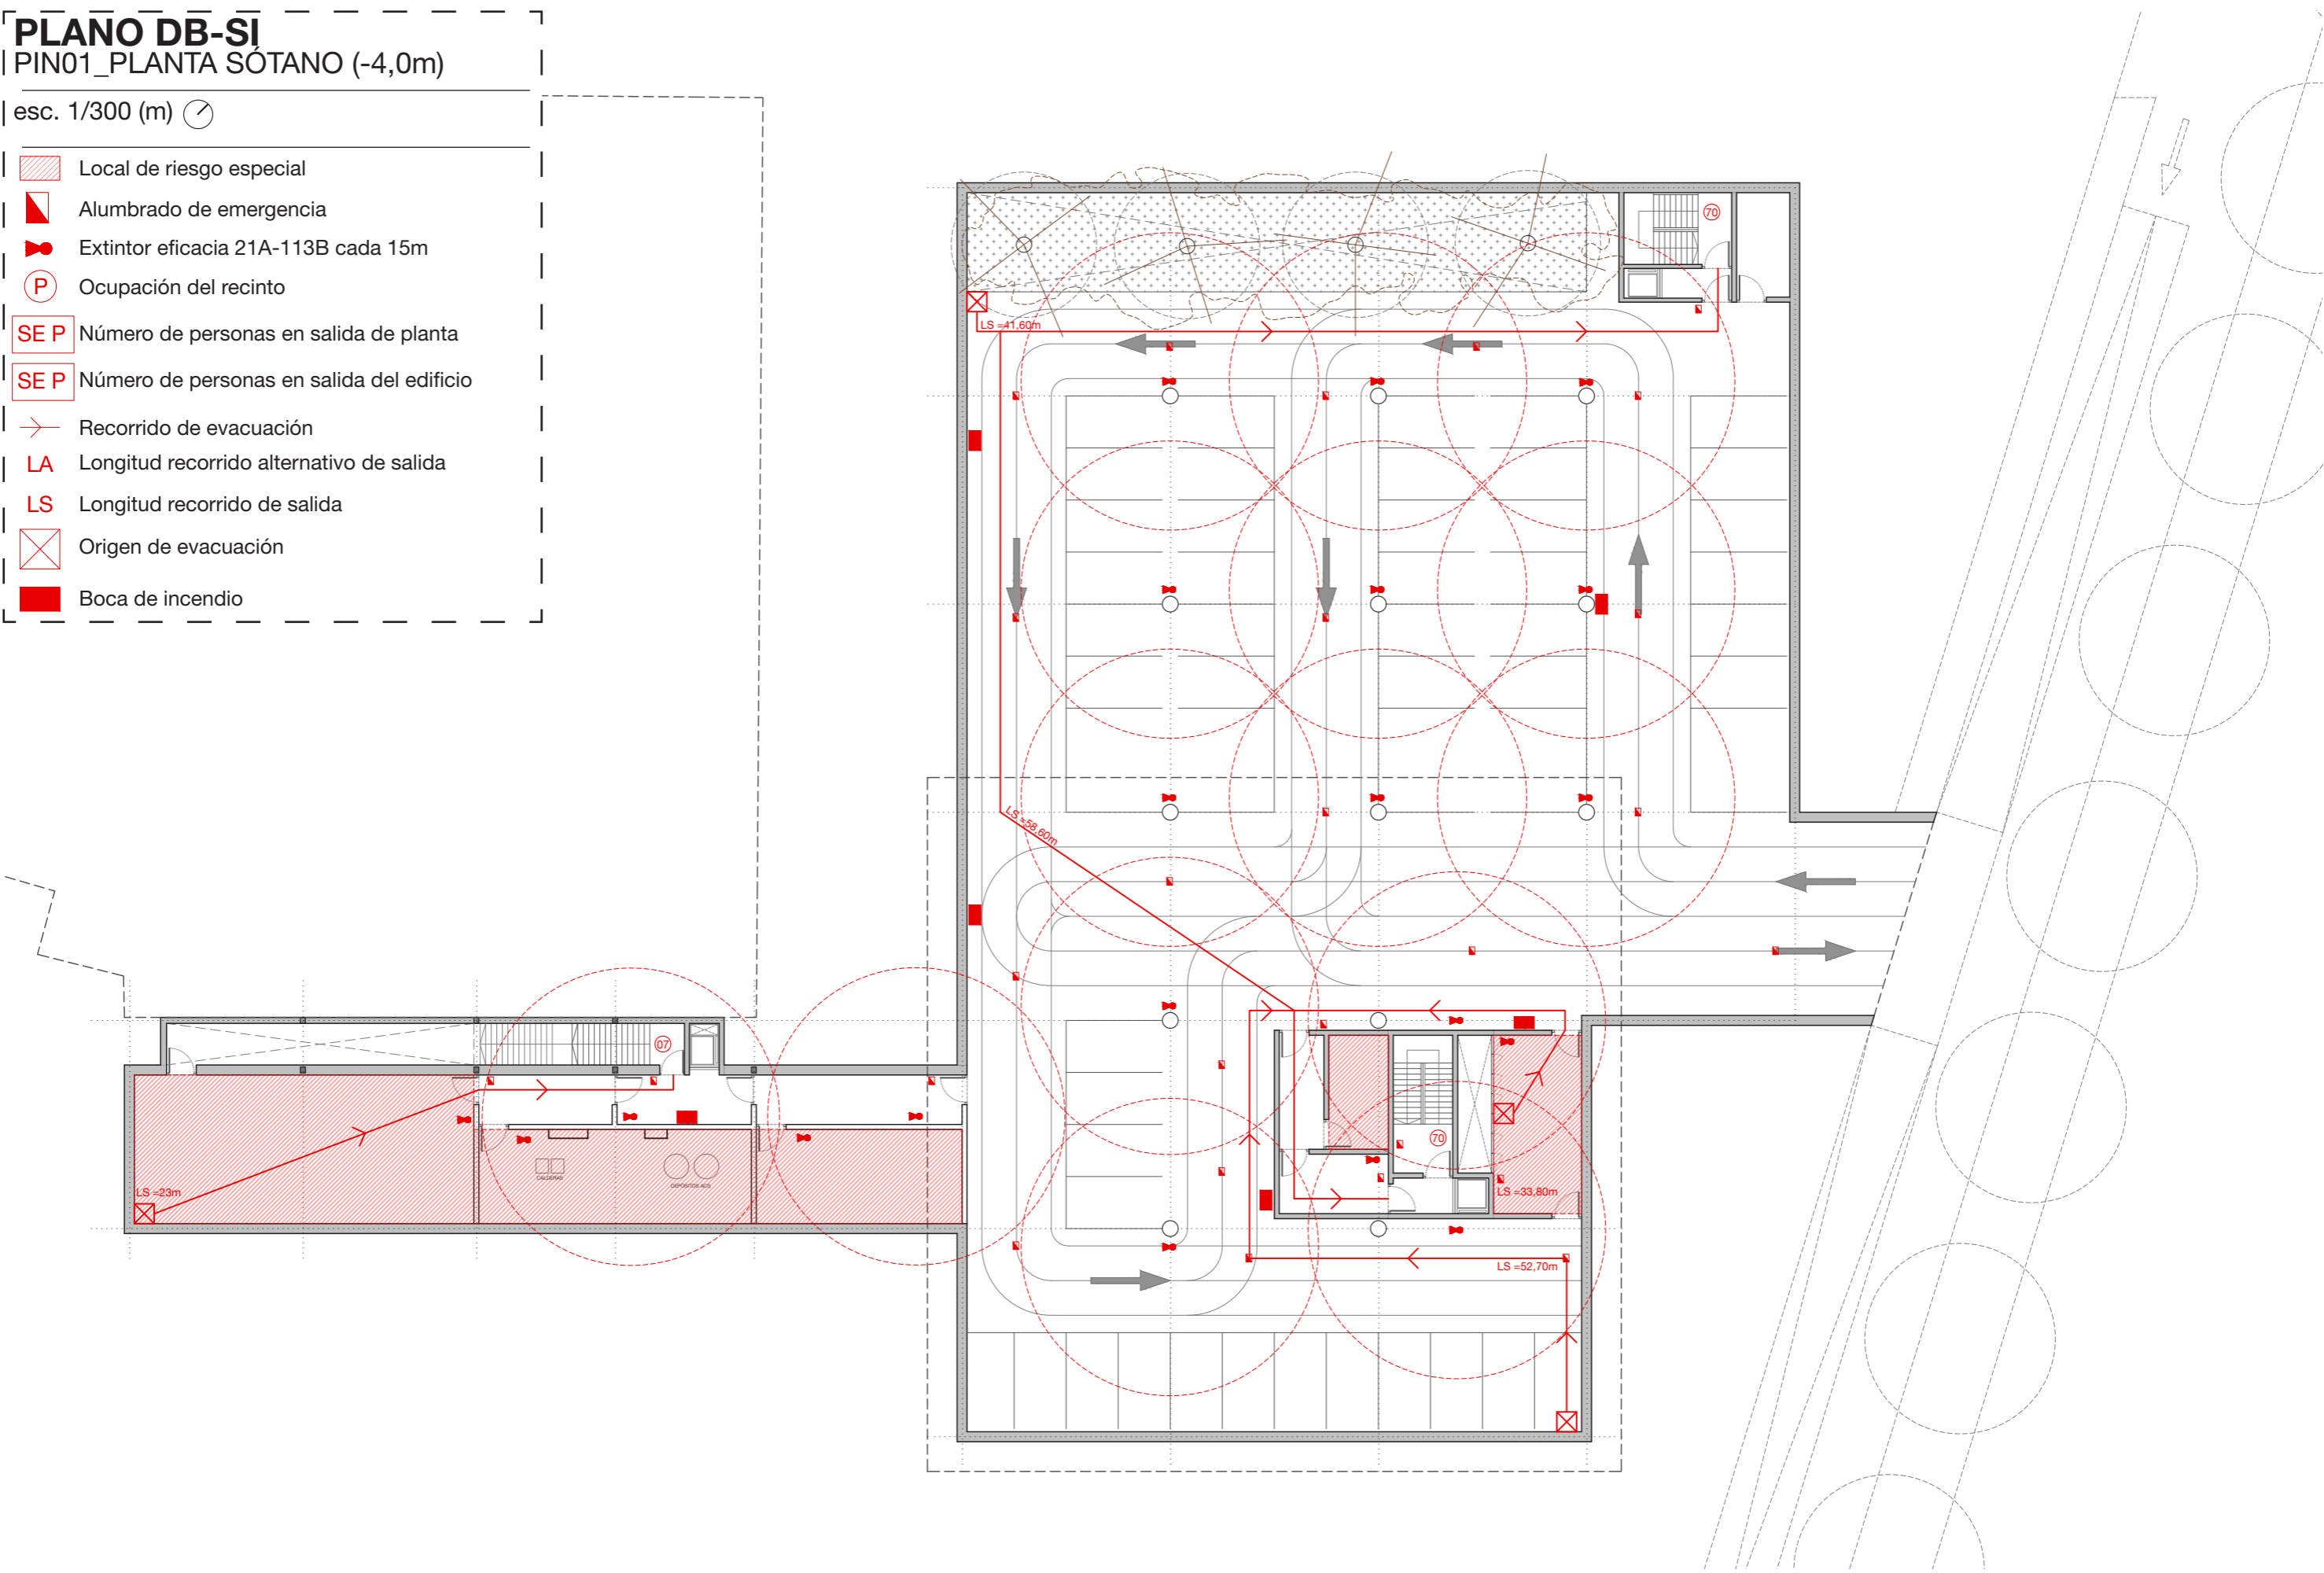 PLANO DB-SI
PIN01_PLANTA SÓTANO (-4,0m)
esc. 1/300 (m)
Local de riesgo especial
Alumbrado de emergencia
Extintor eficacia 21A-113B cada 15m
P Ocupación del recinto
SE P Número de personas en salida de planta
SE P Número de personas en salida del edificio
Recorrido de evacuación
LA Longitud recorrido alternativo de salida
LS Longitud recorrido de salida
Origen de evacuación
Boca de incendio
70
LS =41,60m
LS =58,60m
07
70
CALDERAS
DEPÓSITOS ACS
LS =23m
LS =33,80m
LS =52,70m